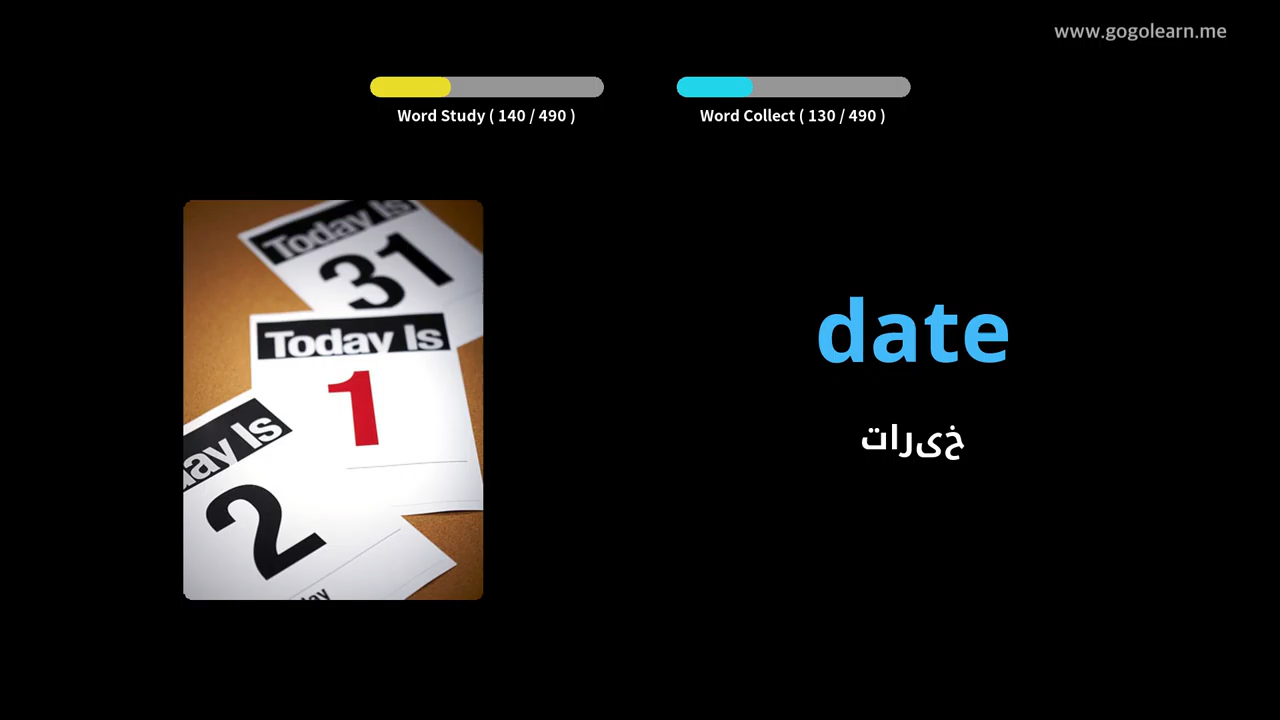 www.gogolearn.me
Word Study ( 140 / 490 )
Word Collect ( 130 / 490 )
Today Is
31
Today Is
1
ay Is
2
date
خیرات